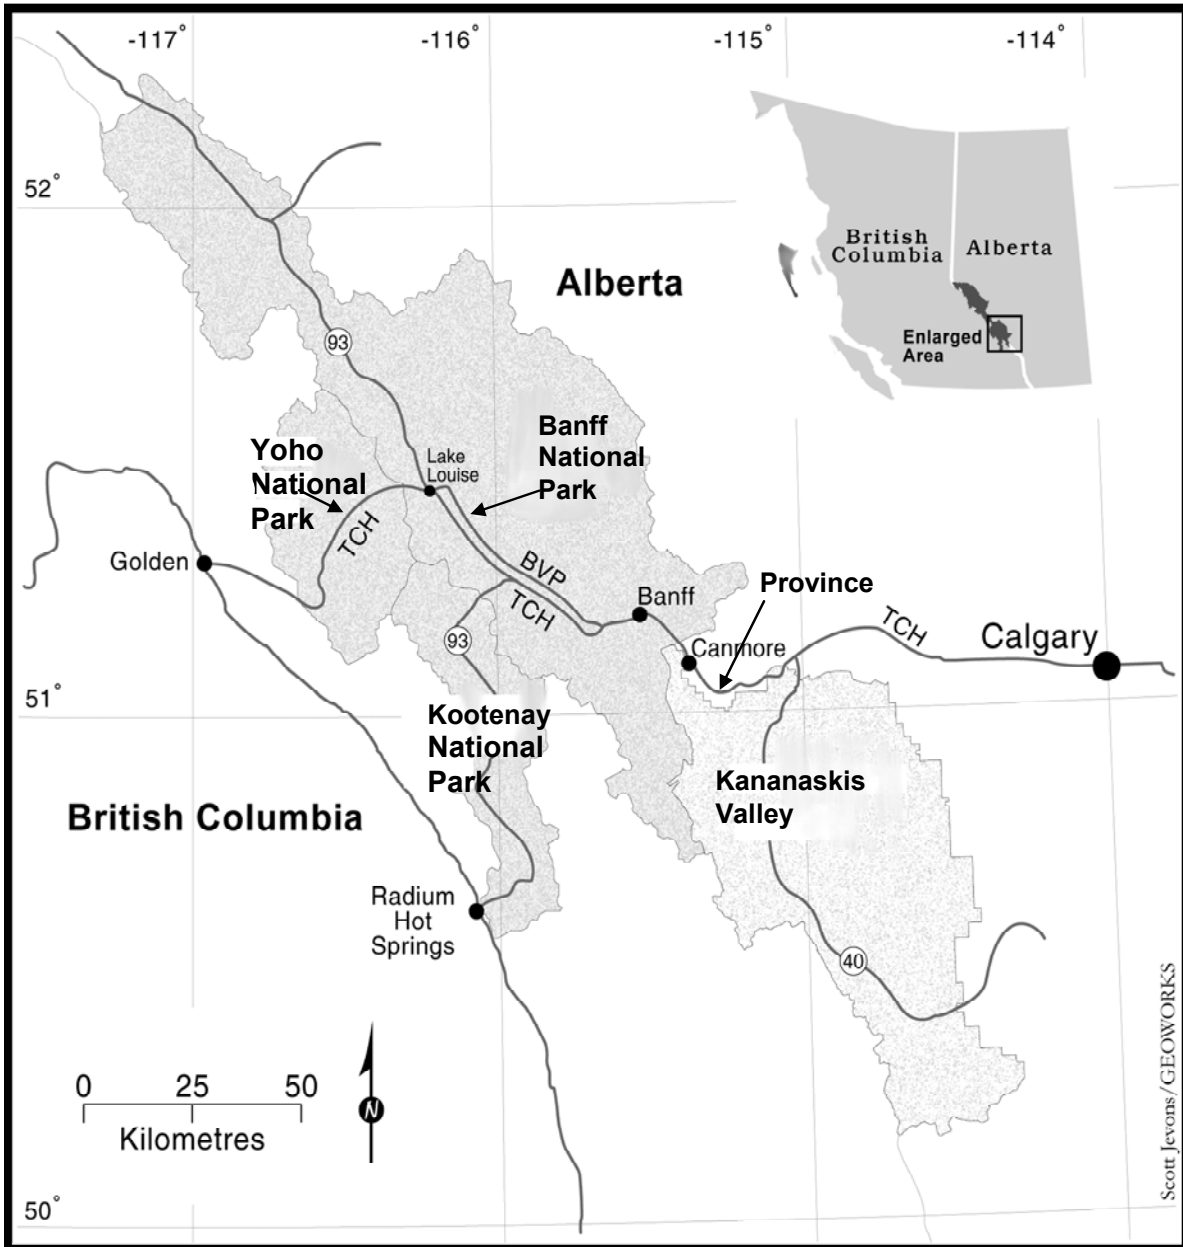 -117°
-116°
-115°
-114°
52°
British
Columbia
Alberta
Enlarged
Area
Alberta
93
Yoho
National
Park
Lake
Louise
Banff
National
Park
TCH
Golden
BVP
TCH
Banff
Province
TCH
Calgary
Canmore
93
51°
Kootenay
National
Park
Kananaskis
Valley
British Columbia
Radium
Hot
Springs
40
0 25 50
Kilometres
N
50°
Scott Jevons / GEOWORKS